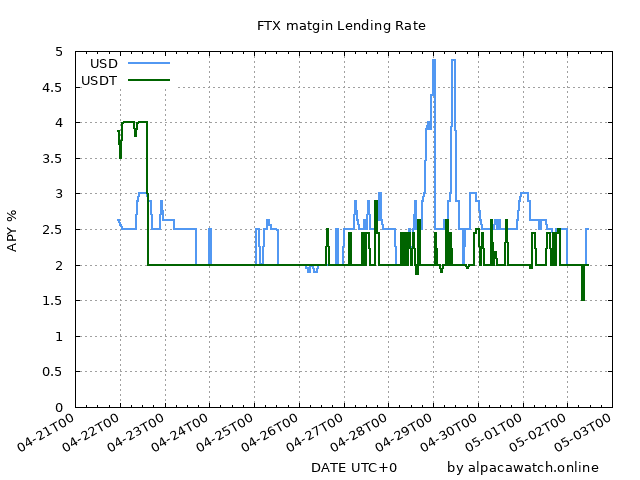 FTX matgin Lending Rate
USD
USDT
5
4.5
4
3.5
3
2.5
2
1.5
1
0.5
0
APY %
04-21T00
04-22T00
04-23T00
04-24T00
04-25T00
04-26T00
04-27T00
04-28T00
04-29T00
04-30T00
05-01T00
05-02T00
05-03T00
DATE UTC+0
by alpacawatch.online